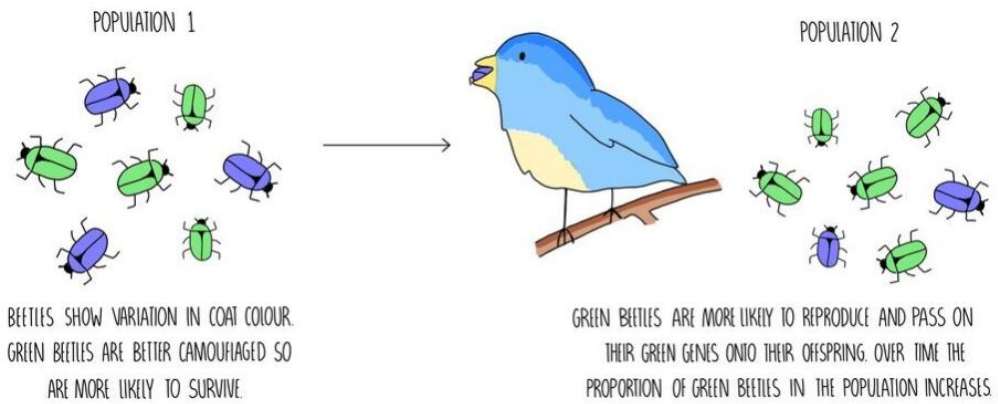 POPULATION 1
BEETLES SHOW VARIATION IN COAT COLOUR.
GREEN BEETLES ARE BETTER CAMOUFLAGED SO
ARE MORE LIKELY TO SURVIVE.
POPULATION 2
GREEN BEETLES ARE MORE LIKELY TO REPRODUCE AND PASS ON
THEIR GREEN GENES ONTO THEIR OFFSPRING. OVER TIME THE
PROPORTION OF GREEN BEETLES IN THE POPULATION INCREASES.